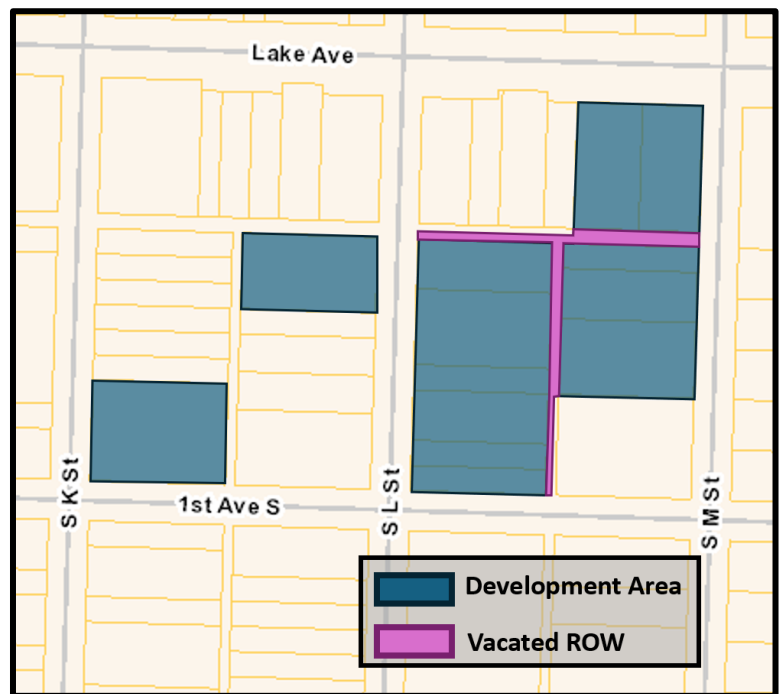 Lake Ave
S K St
1st Ave S
S L St
S M St
Development Area
Vacated ROW